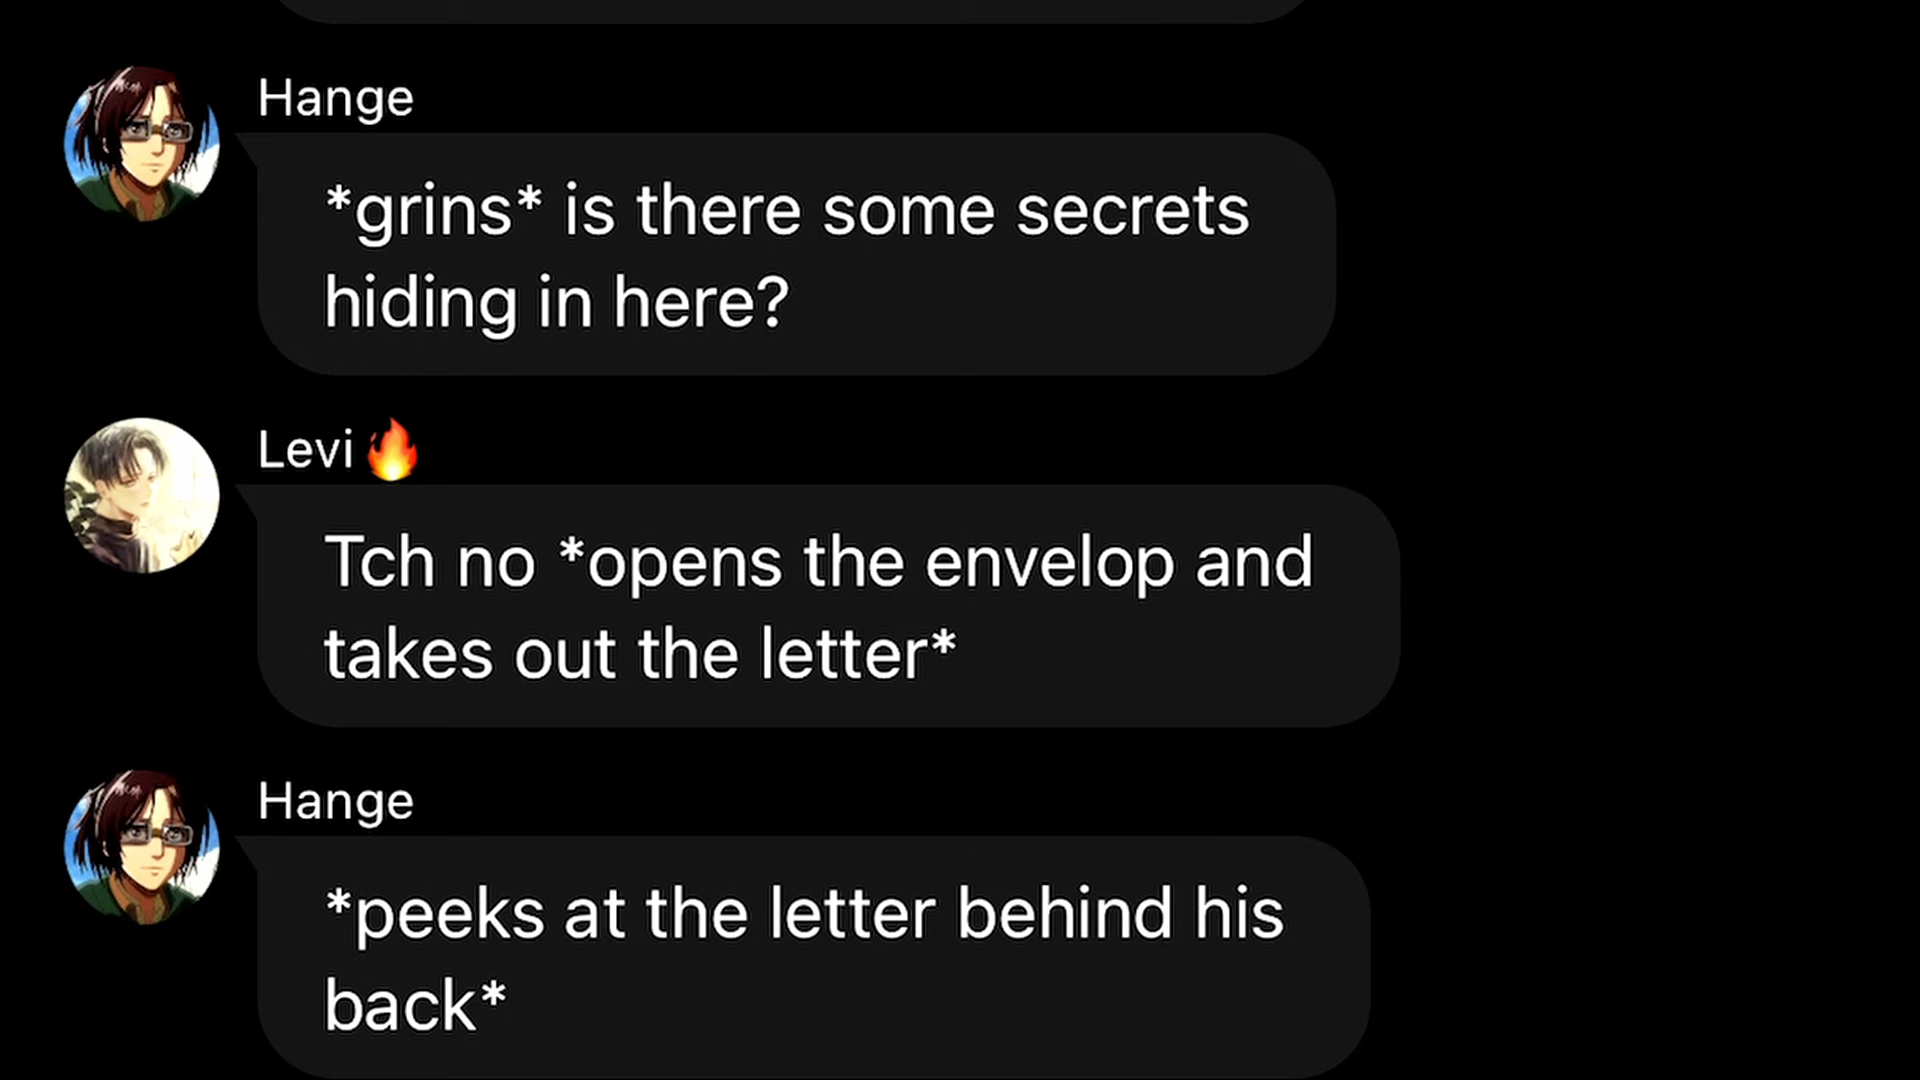 Hange
*grins* is there some secrets
hiding in here?
Levi🔥
Tch no *opens the envelop and
takes out the letter*
Hange
*peeks at the letter behind his
back*